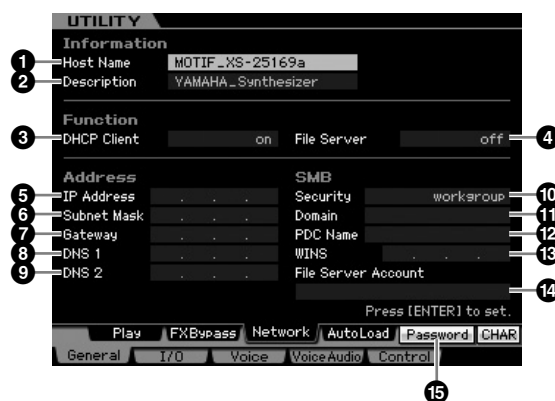 UTILITY
Information
1 Host Name MOTIF_XS-25169a
2 Description YAMAHA_Synthesizer
Function
3 DHCP Client on File Server off 4
Address SMB
5 IP Address . . . Security workgroup 10
6 Subnet Mask . . . Domain 11
7 Gateway . . . PDC Name 12
8 DNS 1 . . . WINS . . . 13
9 DNS 2 . . . File Server Account
14
Press [ENTER] to set.
Play FXBypass Network AutoLoad Password CHAR
General I/O Voice VoiceAudio Control
15